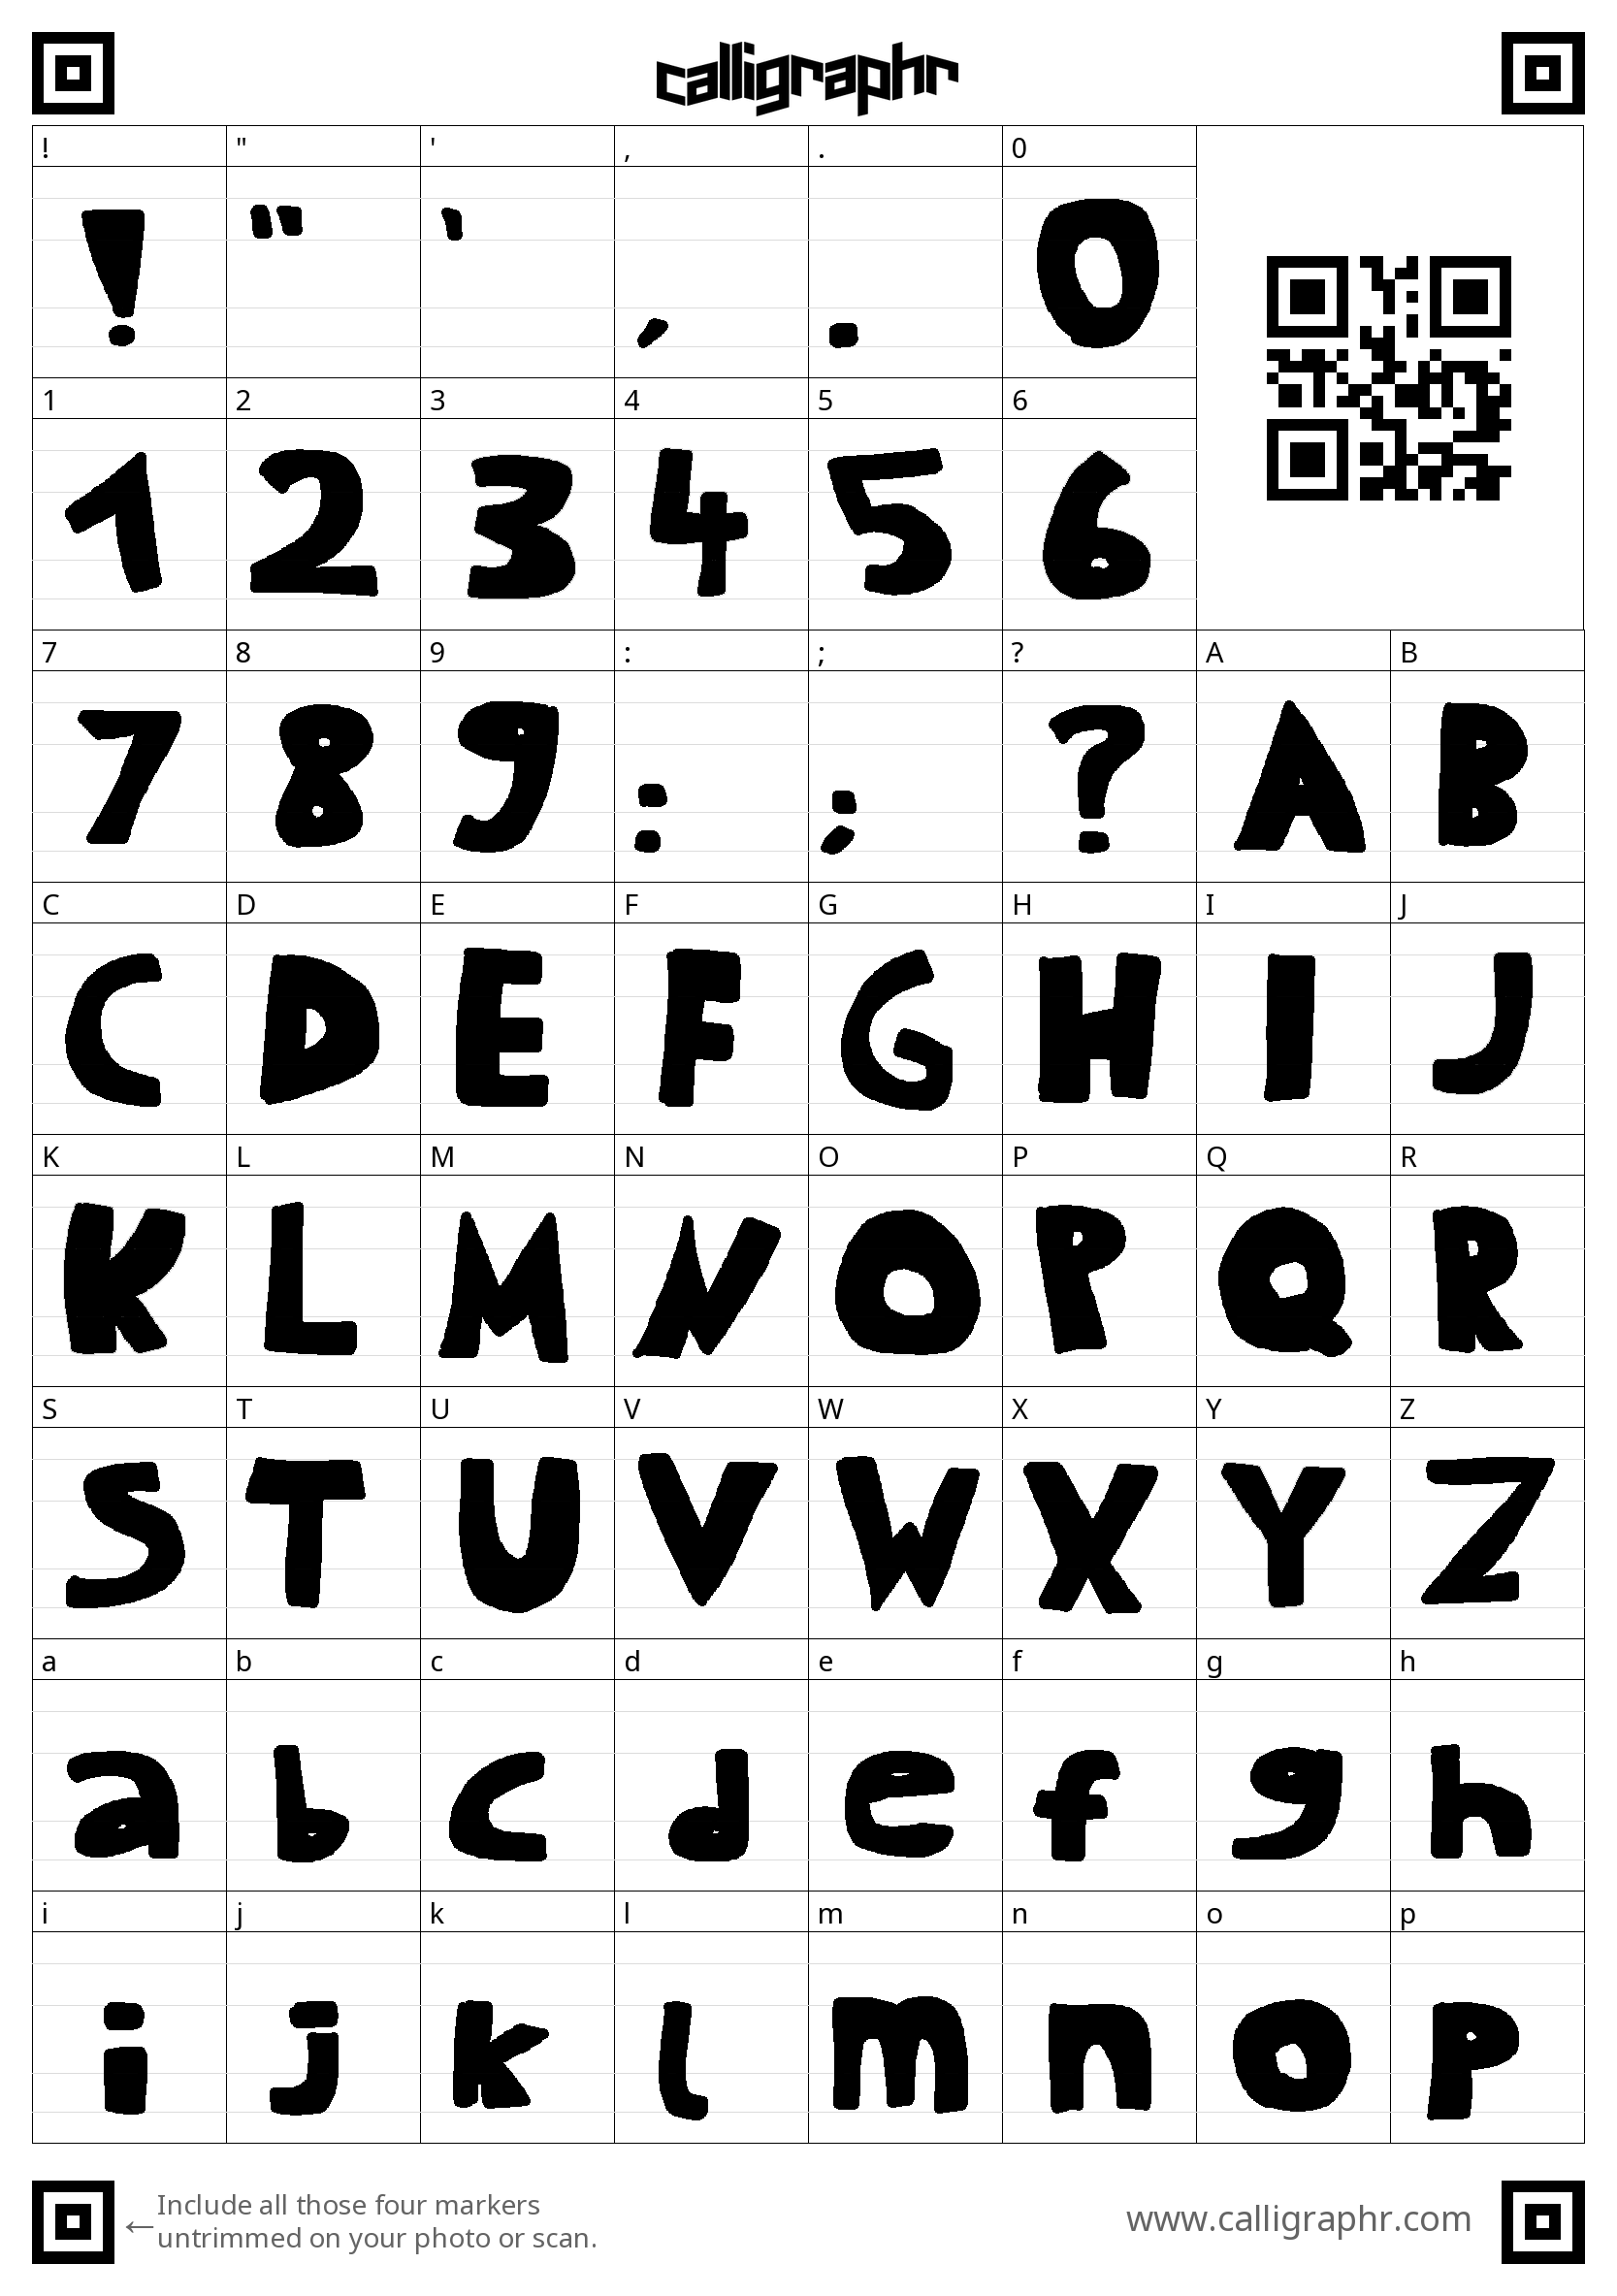 calligraphr
! " ' , . 0
! " ' , . 0
1 2 3 4 5 6
1 2 3 4 5 6
7 8 9 : ; ? A B
7 8 9 : ; ? A B
C D E F G H I J
C D E F G H I J
K L M N O P Q R
K L M N O P Q R
S T U V W X Y Z
S T U V W X Y Z
a b c d e f g h
a b c d e f g h
i j k l m n o p
i j k l m n o p
←Include all those four markers
untrimmed on your photo or scan.
www.calligraphr.com